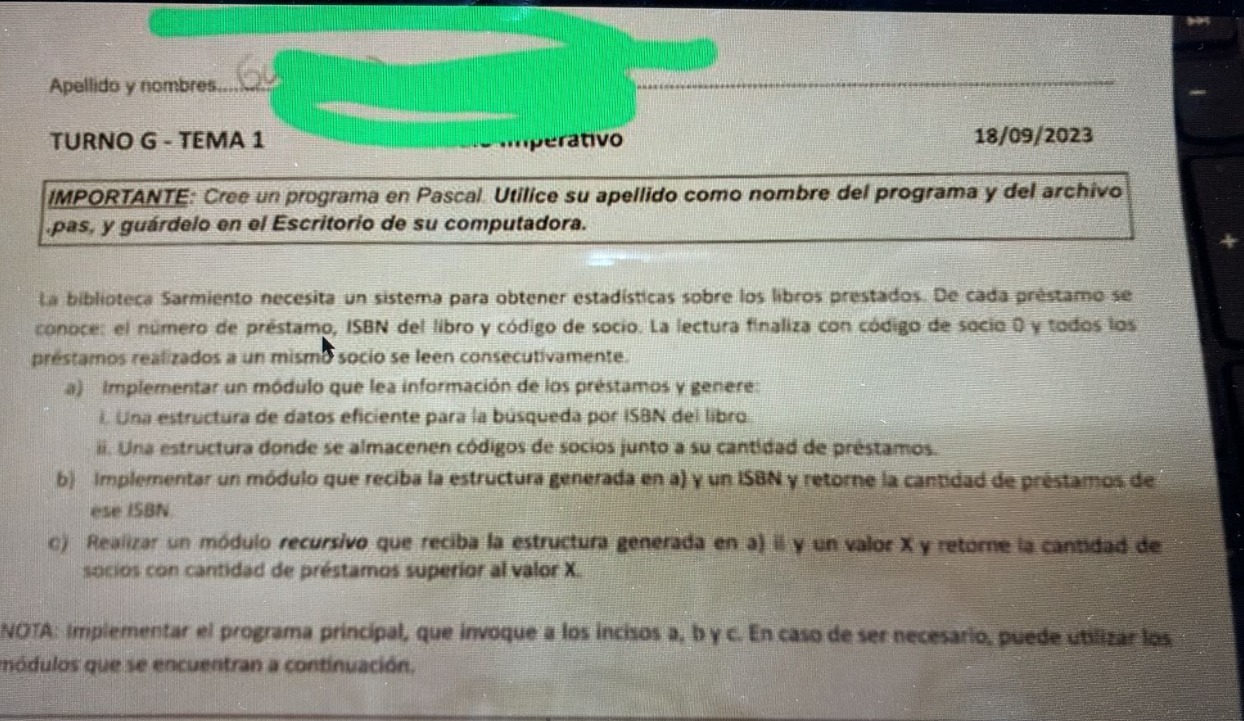 Apellido y nombres
TURNO G - TEMA 1 Imperativo 18/09/2023
IMPORTANTE: Cree un programa en Pascal. Utilice su apellido como nombre del programa y del archivo
.pas, y guárdelo en el Escritorio de su computadora.
La biblioteca Sarmiento necesita un sistema para obtener estadísticas sobre los libros prestados. De cada préstamo se
conoce: el número de préstamo, ISBN del libro y código de socio. La lectura finaliza con código de socio 0 y todos los
préstamos realizados a un mismo socio se leen consecutivamente.
a) Implementar un módulo que lea información de los préstamos y genere:
i. Una estructura de datos eficiente para la búsqueda por ISBN del libro.
ii. Una estructura donde se almacenen códigos de socios junto a su cantidad de préstamos.
b) Implementar un módulo que reciba la estructura generada en a) y un ISBN y retorne la cantidad de préstamos de
ese ISBN.
c) Realizar un módulo recursivo que reciba la estructura generada en a) ii y un valor X y retorne la cantidad de
socios con cantidad de préstamos superior al valor X.
NOTA: Implementar el programa principal, que invoque a los incisos a, b y c. En caso de ser necesario, puede utilizar los
módulos que se encuentran a continuación.